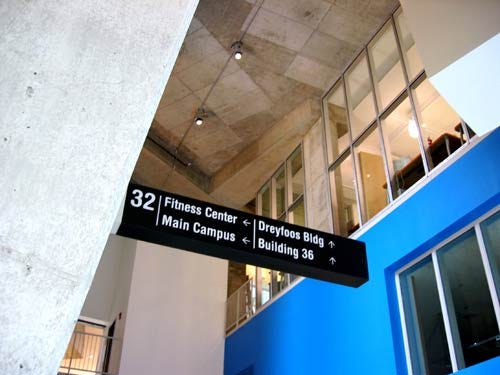 32
Fitness Center ←
Main Campus ←
Dreyfoos Bldg ↑
Building 36 ↑